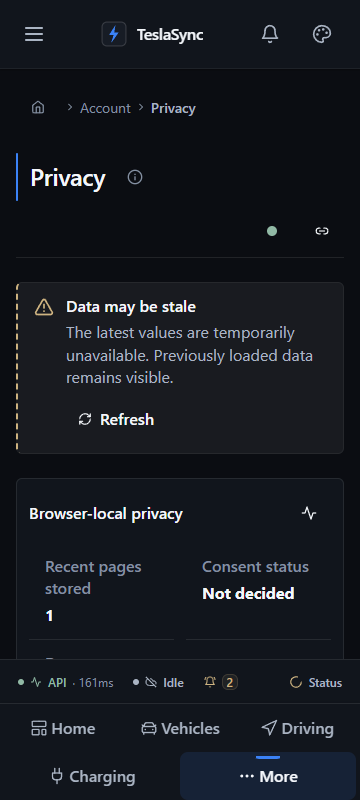 TeslaSync
Account
Privacy
Privacy
Data may be stale
The latest values are temporarily
unavailable. Previously loaded data
remains visible.
Refresh
Browser-local privacy
Recent pages
stored
1
Consent status
Not decided
API · 161ms
Idle
2
Status
Home
Vehicles
Driving
Charging
More